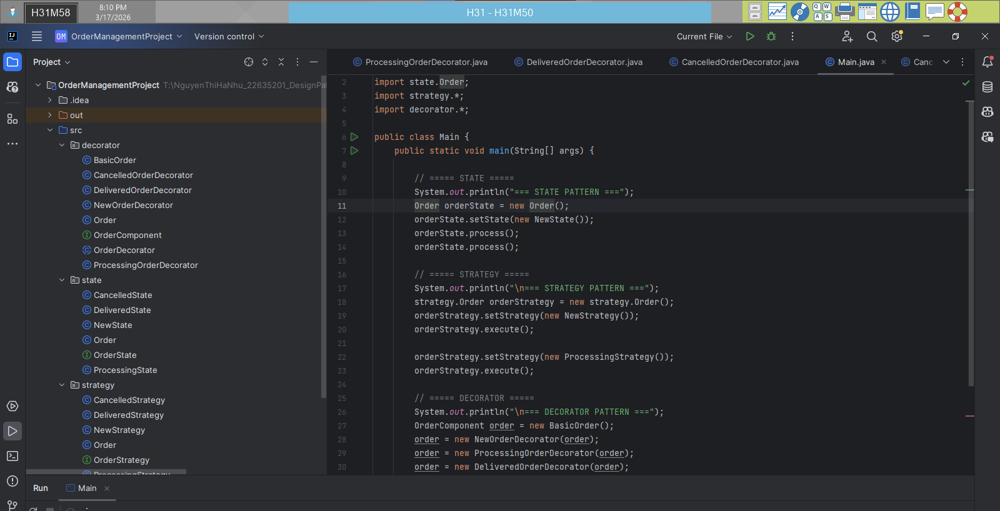 H31M58
8:10 PM
3/17/2026
H31 - H31M50
Q W
A S
IJ
OM OrderManagementProject
Version control
Current File
Project
ProcessingOrderDecorator.java
DeliveredOrderDecorator.java
CancelledOrderDecorator.java
Main.java
Canc
OrderManagementProject T:\NguyenThiHaNhu_22635201_DesignPa
.idea
out
src
decorator
BasicOrder
CancelledOrderDecorator
DeliveredOrderDecorator
NewOrderDecorator
Order
OrderComponent
OrderDecorator
ProcessingOrderDecorator
state
CancelledState
DeliveredState
NewState
Order
OrderState
ProcessingState
strategy
CancelledStrategy
DeliveredStrategy
NewStrategy
Order
OrderStrategy
ProcessingStrategy
2 import state.Order;
3 import strategy.*;
4 import decorator.*;
5
6 public class Main {
7 public static void main(String[] args) {
8
9 // ===== STATE =====
10 System.out.println("=== STATE PATTERN ===");
11 Order orderState = new Order();
12 orderState.setState(new NewState());
13 orderState.process();
14 orderState.process();
15
16 // ===== STRATEGY =====
17 System.out.println("\n=== STRATEGY PATTERN ===");
18 strategy.Order orderStrategy = new strategy.Order();
19 orderStrategy.setStrategy(new NewStrategy());
20 orderStrategy.execute();
21
22 orderStrategy.setStrategy(new ProcessingStrategy());
23 orderStrategy.execute();
24
25 // ===== DECORATOR =====
26 System.out.println("\n=== DECORATOR PATTERN ===");
27 OrderComponent order = new BasicOrder();
28 order = new NewOrderDecorator(order);
29 order = new ProcessingOrderDecorator(order);
30 order = new DeliveredOrderDecorator(order);
Run
Main